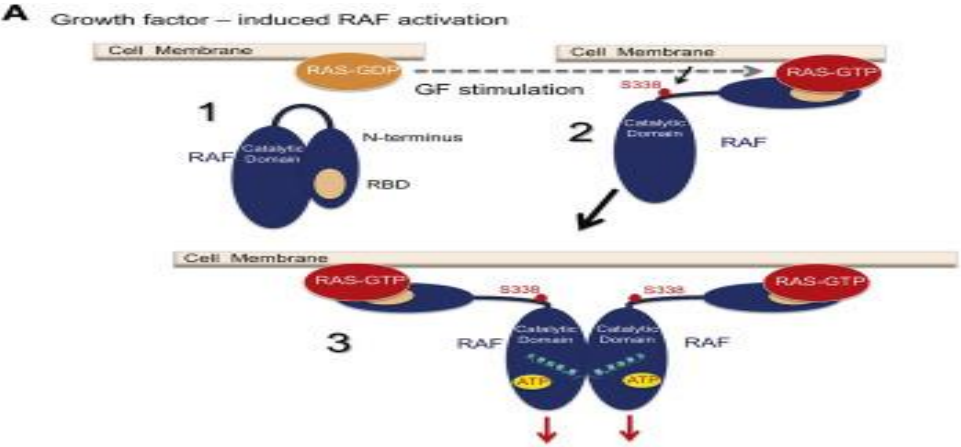 A Growth factor – induced RAF activation
Cell Membrane
RAS-GDP
GF stimulation
Cell Membrane
RAS-GTP
S338
1
RAF
Catalytic
Domain
N-terminus
RBD
2
Catalytic
Domain
RAF
Cell Membrane
RAS-GTP
S338
S338
RAS-GTP
3
RAF
Catalytic
Domain
Catalytic
Domain
RAF
ATP
ATP